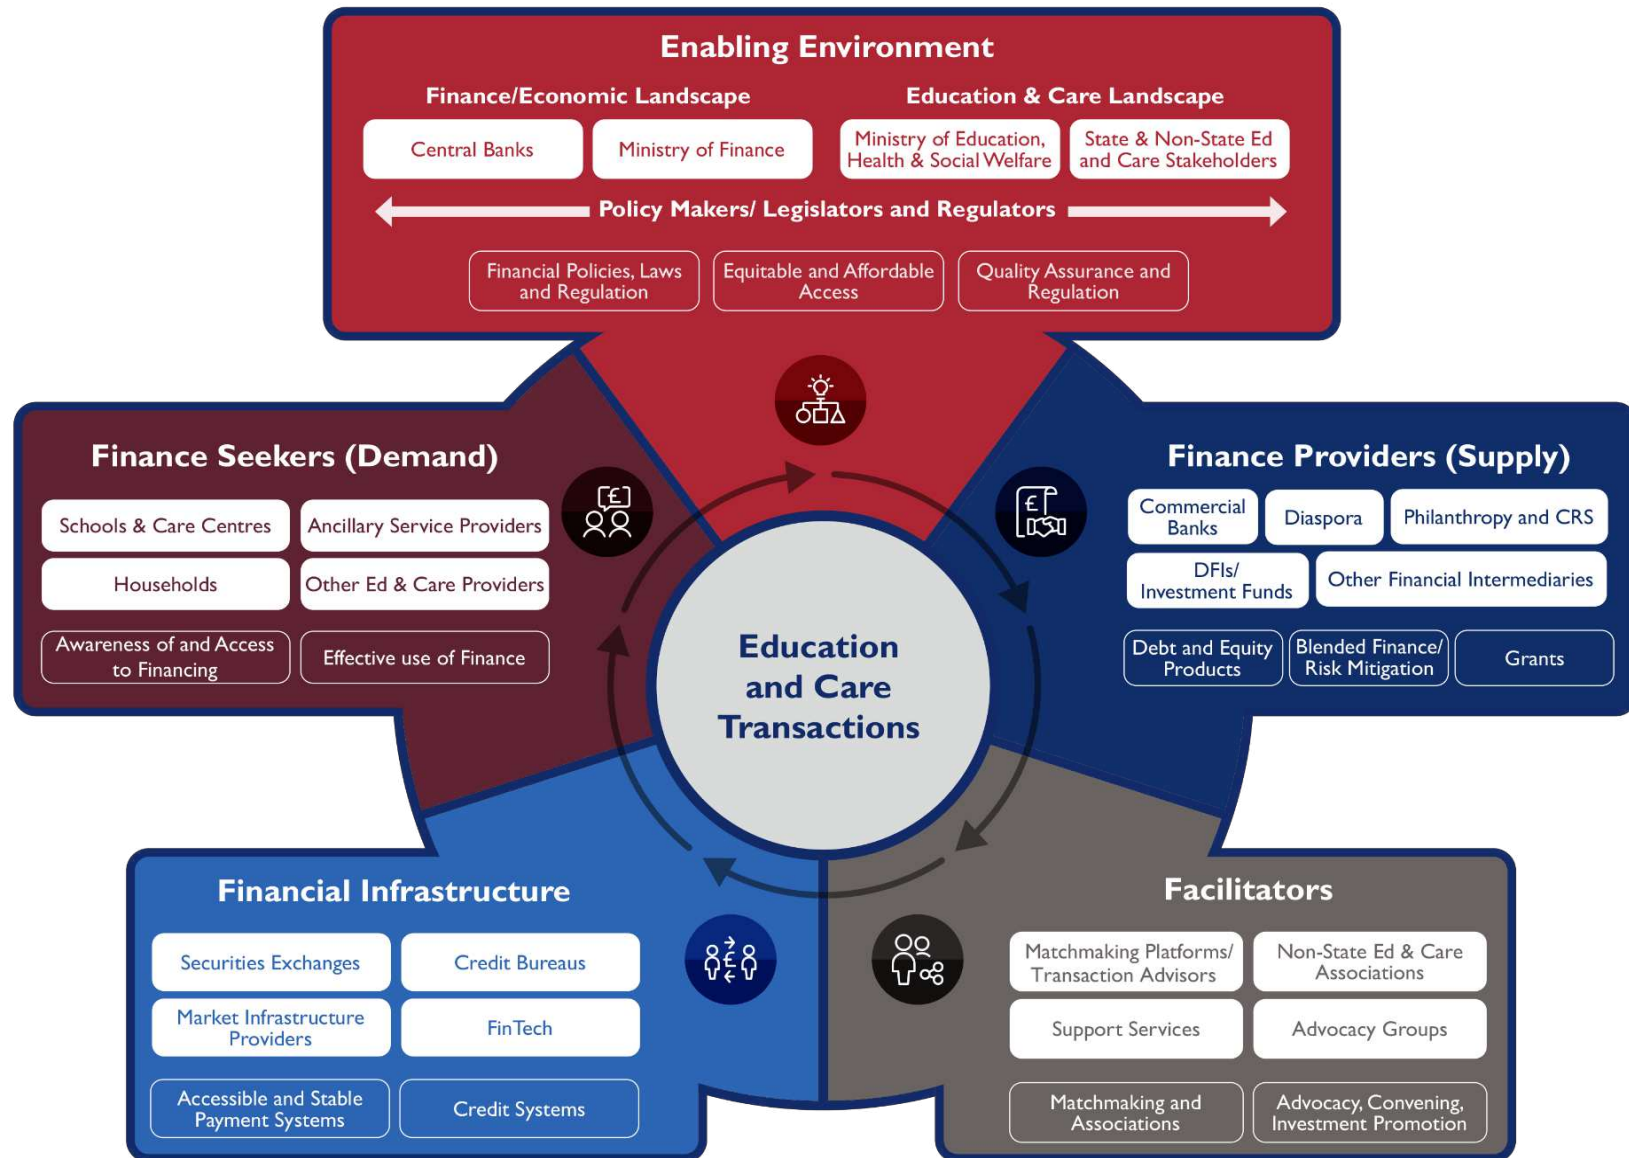 Enabling Environment
Finance/Economic Landscape
Education & Care Landscape
Central Banks
Ministry of Finance
Ministry of Education,
Health & Social Welfare
State & Non-State Ed
and Care Stakeholders
Policy Makers/ Legislators and Regulators
Financial Policies, Laws
and Regulation
Equitable and Affordable
Access
Quality Assurance and
Regulation
Finance Seekers (Demand)
Schools & Care Centres
Ancillary Service Providers
Households
Other Ed & Care Providers
Awareness of and Access
to Financing
Effective use of Finance
£
Finance Providers (Supply)
Commercial
Banks
Diaspora
Philanthropy and CRS
DFIs/
Investment Funds
Other Financial Intermediaries
Debt and Equity
Products
Blended Finance/
Risk Mitigation
Grants
£
Education
and Care
Transactions
Financial Infrastructure
Securities Exchanges
Credit Bureaus
Market Infrastructure
Providers
FinTech
Accessible and Stable
Payment Systems
Credit Systems
£
Facilitators
Matchmaking Platforms/
Transaction Advisors
Non-State Ed & Care
Associations
Support Services
Advocacy Groups
Matchmaking and
Associations
Advocacy, Convening,
Investment Promotion